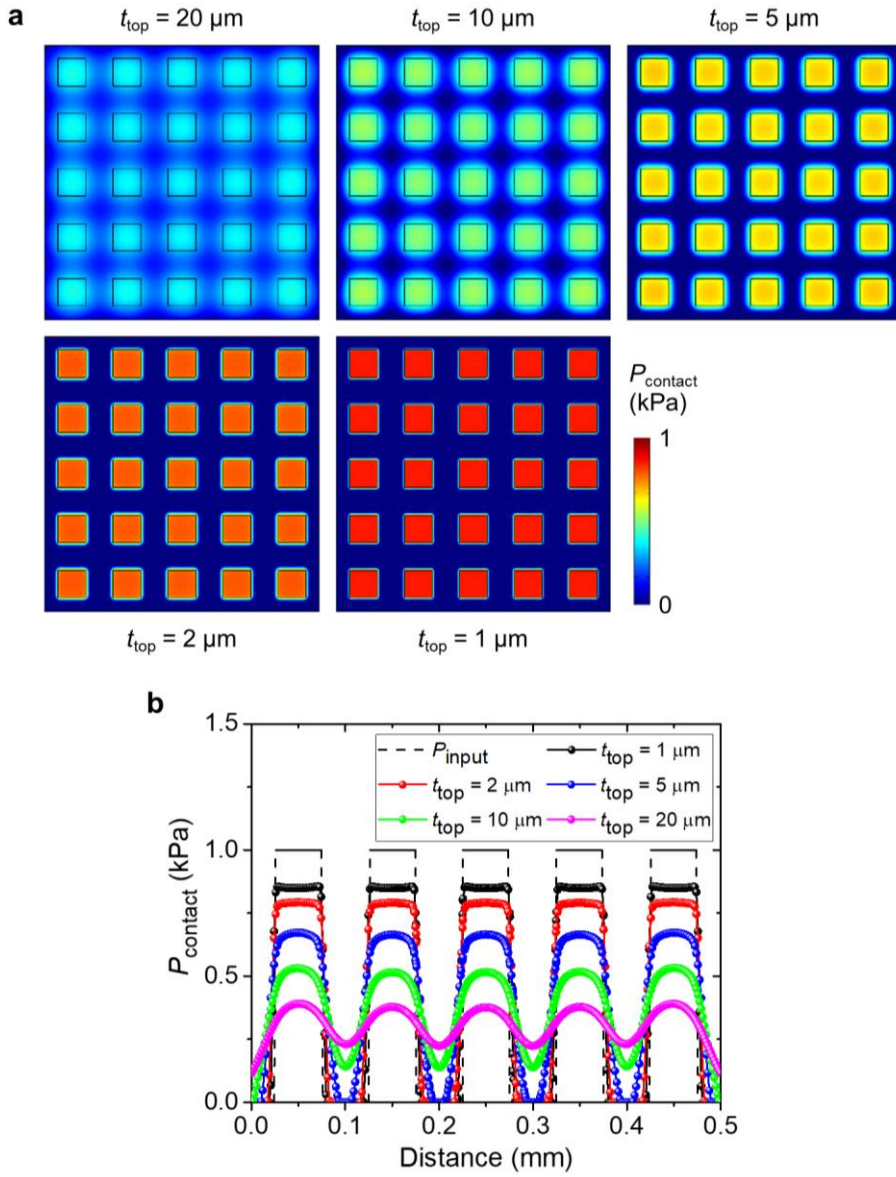 a
t_top = 20 μm
t_top = 10 μm
t_top = 5 μm
P_contact
(kPa)
1
0
t_top = 2 μm
t_top = 1 μm
b
1.5
1.0
0.5
0.0
P_contact (kPa)
P_input
t_top = 1 μm
t_top = 2 μm
t_top = 5 μm
t_top = 10 μm
t_top = 20 μm
0.0 0.1 0.2 0.3 0.4 0.5
Distance (mm)